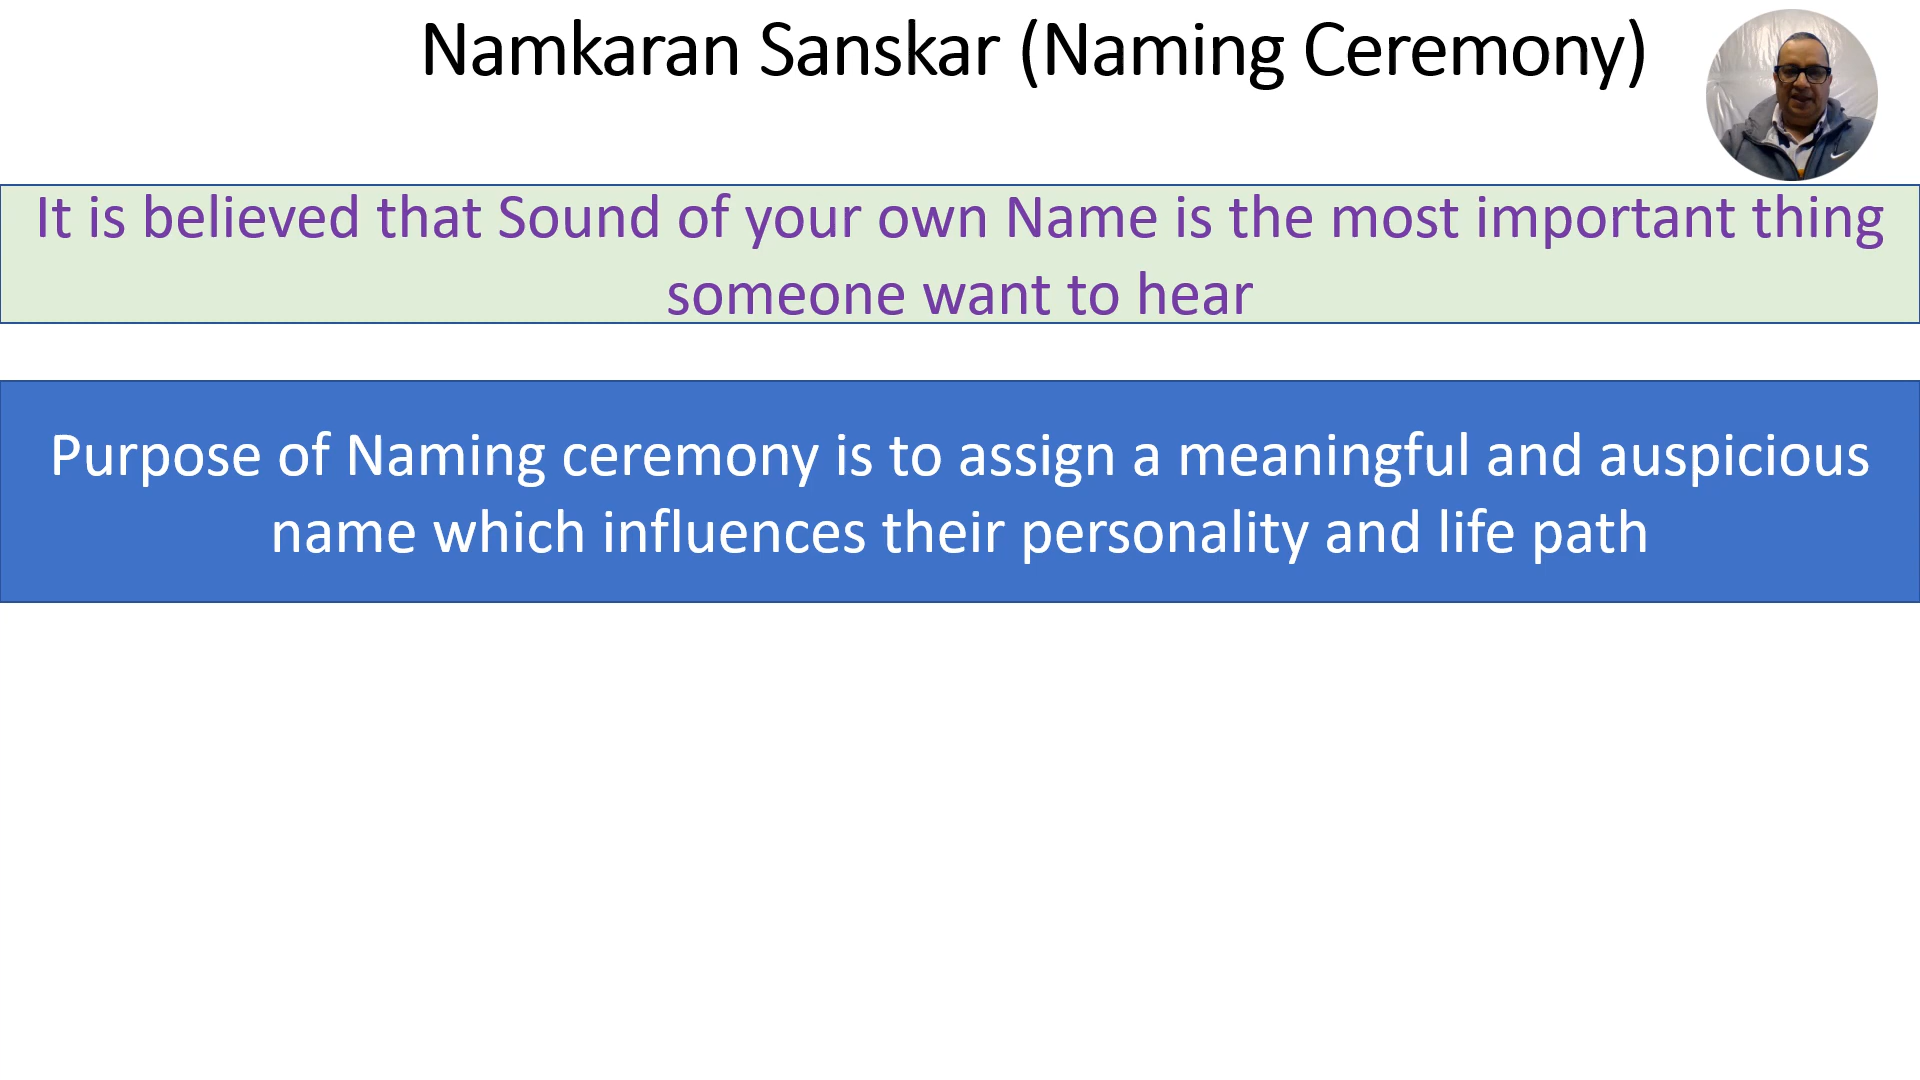 Namkaran Sanskar (Naming Ceremony)
It is believed that Sound of your own Name is the most important thing
someone want to hear
Purpose of Naming ceremony is to assign a meaningful and auspicious
name which influences their personality and life path